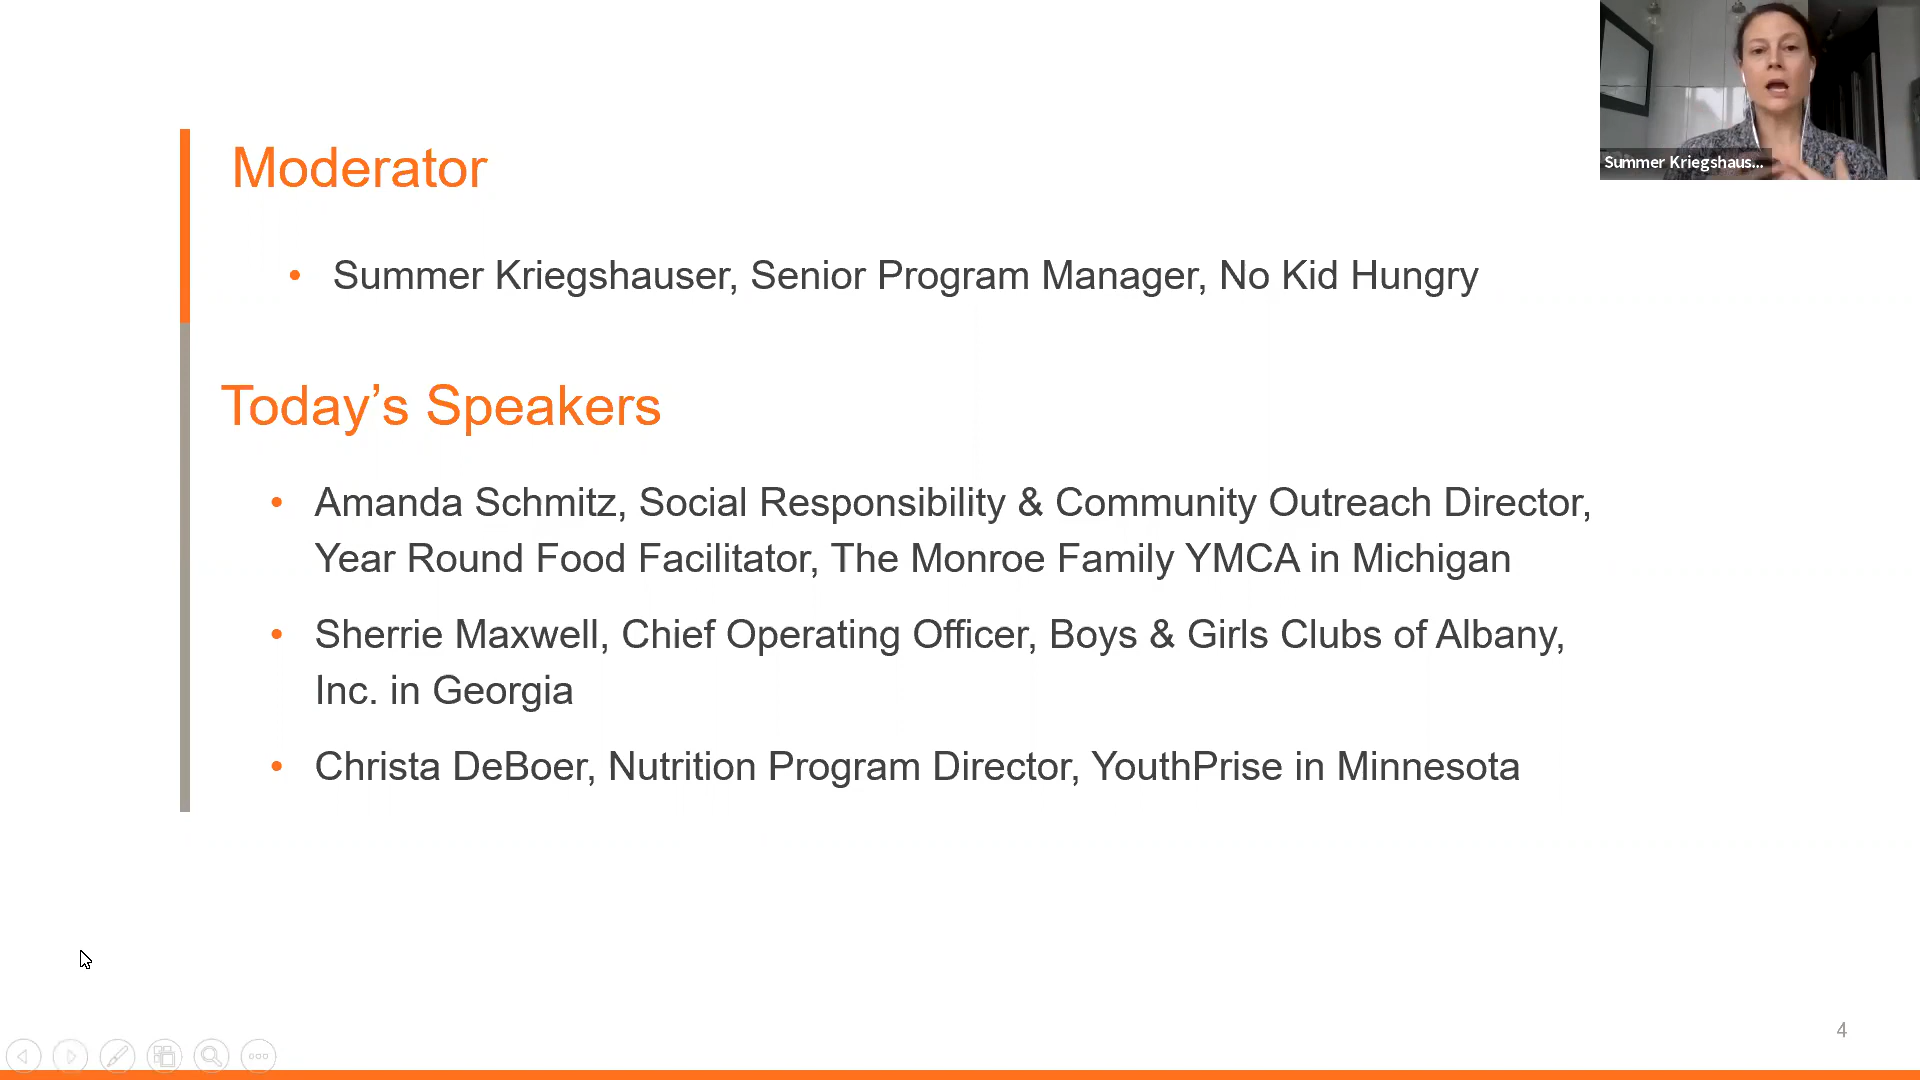 Summer Kriegshaus...
Moderator
• Summer Kriegshauser, Senior Program Manager, No Kid Hungry
Today’s Speakers
• Amanda Schmitz, Social Responsibility & Community Outreach Director,
Year Round Food Facilitator, The Monroe Family YMCA in Michigan
• Sherrie Maxwell, Chief Operating Officer, Boys & Girls Clubs of Albany,
Inc. in Georgia
• Christa DeBoer, Nutrition Program Director, YouthPrise in Minnesota
4